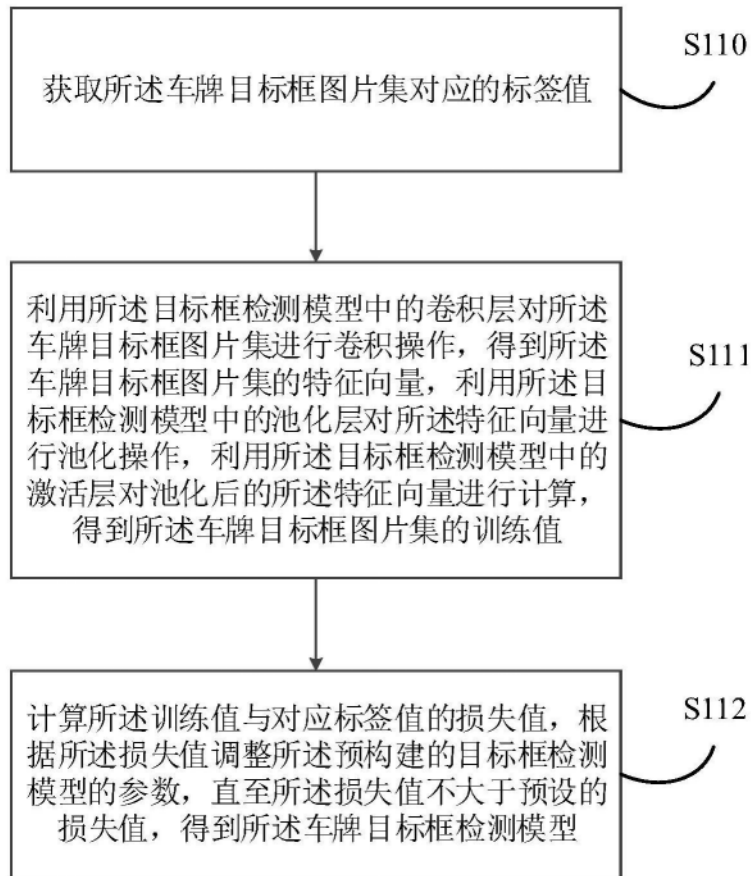 S110
获取所述车牌目标框图片集对应的标签值
利用所述目标框检测模型中的卷积层对所述
车牌目标框图片集进行卷积操作，得到所述
车牌目标框图片集的特征向量，利用所述目
标框检测模型中的池化层对所述特征向量进
行池化操作，利用所述目标框检测模型中的
激活层对池化后的所述特征向量进行计算，
得到所述车牌目标框图片集的训练值
S111
计算所述训练值与对应标签值的损失值，根
据所述损失值调整所述预构建的目标框检测
模型的参数，直至所述损失值不大于预设的
损失值，得到所述车牌目标框检测模型
S112